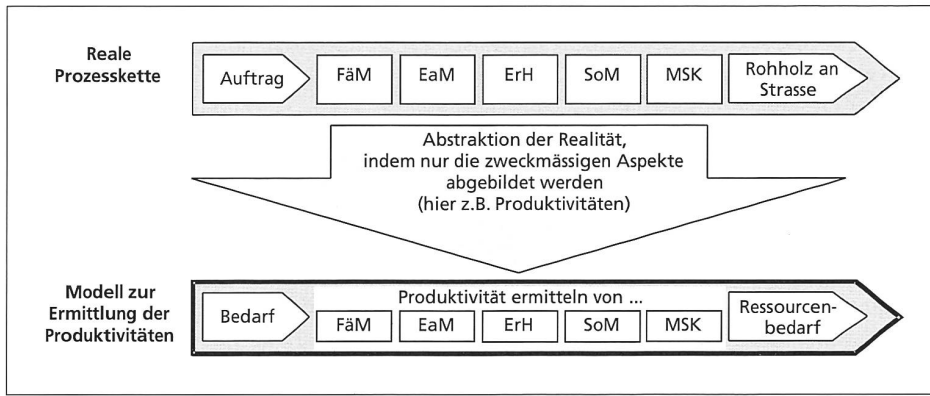 Reale
Prozesskette
Auftrag
FäM
EaM
ErH
SoM
MSK
Rohholz an
Strasse
Abstraktion der Realität,
indem nur die zweckmässigen Aspekte
abgebildet werden
(hier z.B. Produktivitäten)
Modell zur
Ermittlung der
Produktivitäten
Bedarf
Produktivität ermitteln von ...
FäM
EaM
ErH
SoM
MSK
Ressourcen-
bedarf